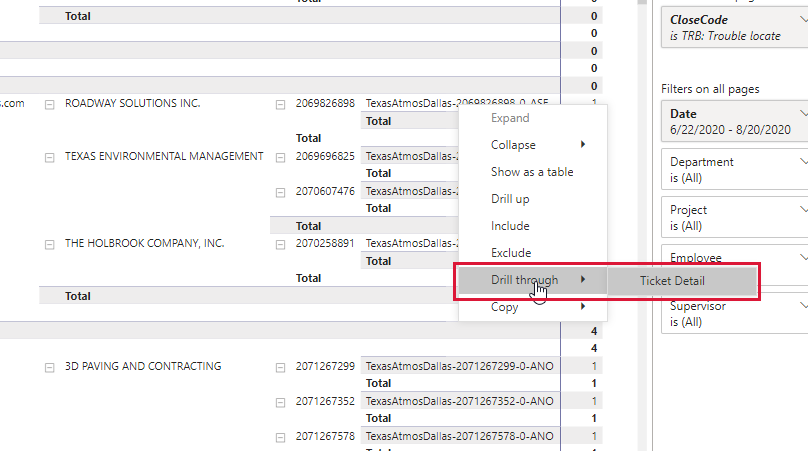 Total 0
0
0
0
0
s.com ROADWAY SOLUTIONS INC. 2069826898 TexasAtmosDallas-2069826898-0-ASE 1
Total
Total
TEXAS ENVIRONMENTAL MANAGEMENT 2069696825 TexasAtmosDallas-2
Total
2070607476 TexasAtmosDallas-2
Total
Total
THE HOLBROOK COMPANY, INC. 2070258891 TexasAtmosDallas-2
Total
Total
Total
4
4
3D PAVING AND CONTRACTING 2071267299 TexasAtmosDallas-2071267299-0-ANO 1
Total 1
2071267352 TexasAtmosDallas-2071267352-0-ANO 1
Total 1
2071267578 TexasAtmosDallas-2071267578-0-ANO 1
Total 1
Expand
Collapse
Show as a table
Drill up
Include
Exclude
Drill through
Copy
Ticket Detail
CloseCode
is TRB: Trouble locate
Filters on all pages
Date
6/22/2020 - 8/20/2020
Department
is (All)
Project
is (All)
Employee
Supervisor
is (All)